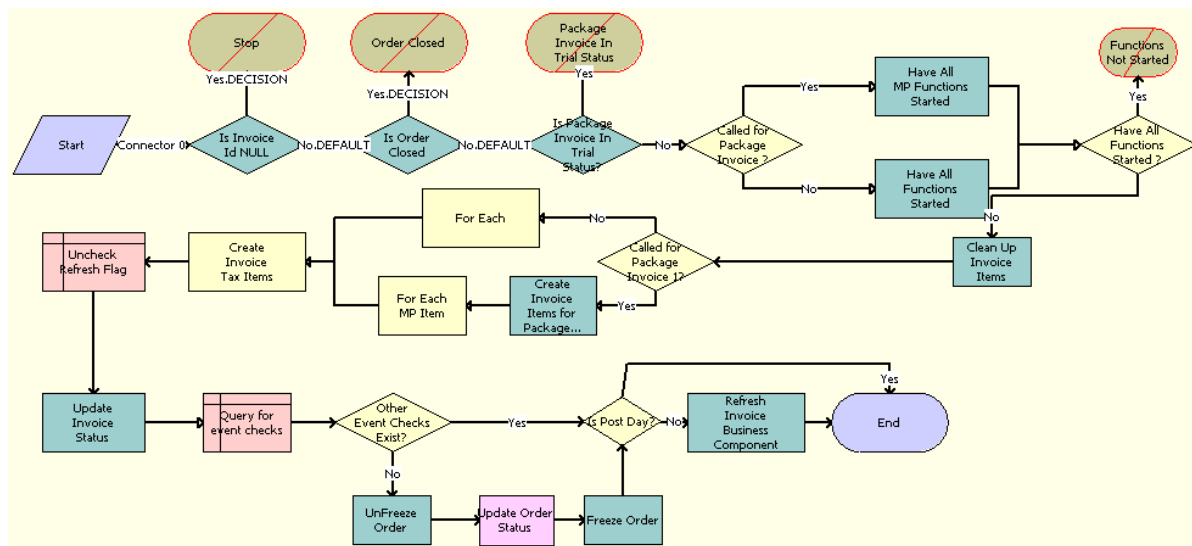 Stop
Order Closed
Package
Invoice In
Trial Status
Functions
Not Started
Yes.DECISION
Yes.DECISION
Yes
Yes
Have All
MP Functions
Started
Yes
Start
Connector 0
Is Invoice
Id NULL
No.DEFAULT
Is Order
Closed
No.DEFAULT
Is Package
Invoice In
Trial
Status?
No
Called for
Package
Invoice ?
Have All
Functions
Started ?
No
Have All
Functions
Started
No
For Each
No
Called for
Package
Invoice 1?
Clean Up
Invoice
Items
Uncheck
Refresh Flag
Create
Invoice
Tax Items
For Each
MP Item
Create
Invoice
Items for
Package...
Yes
Yes
Update
Invoice
Status
Query for
event checks
Other
Event Checks
Exist?
Yes
Is Post Day?
No
Refresh
Invoice
Business
Component
End
No
UnFreeze
Order
Update Order
Status
Freeze Order